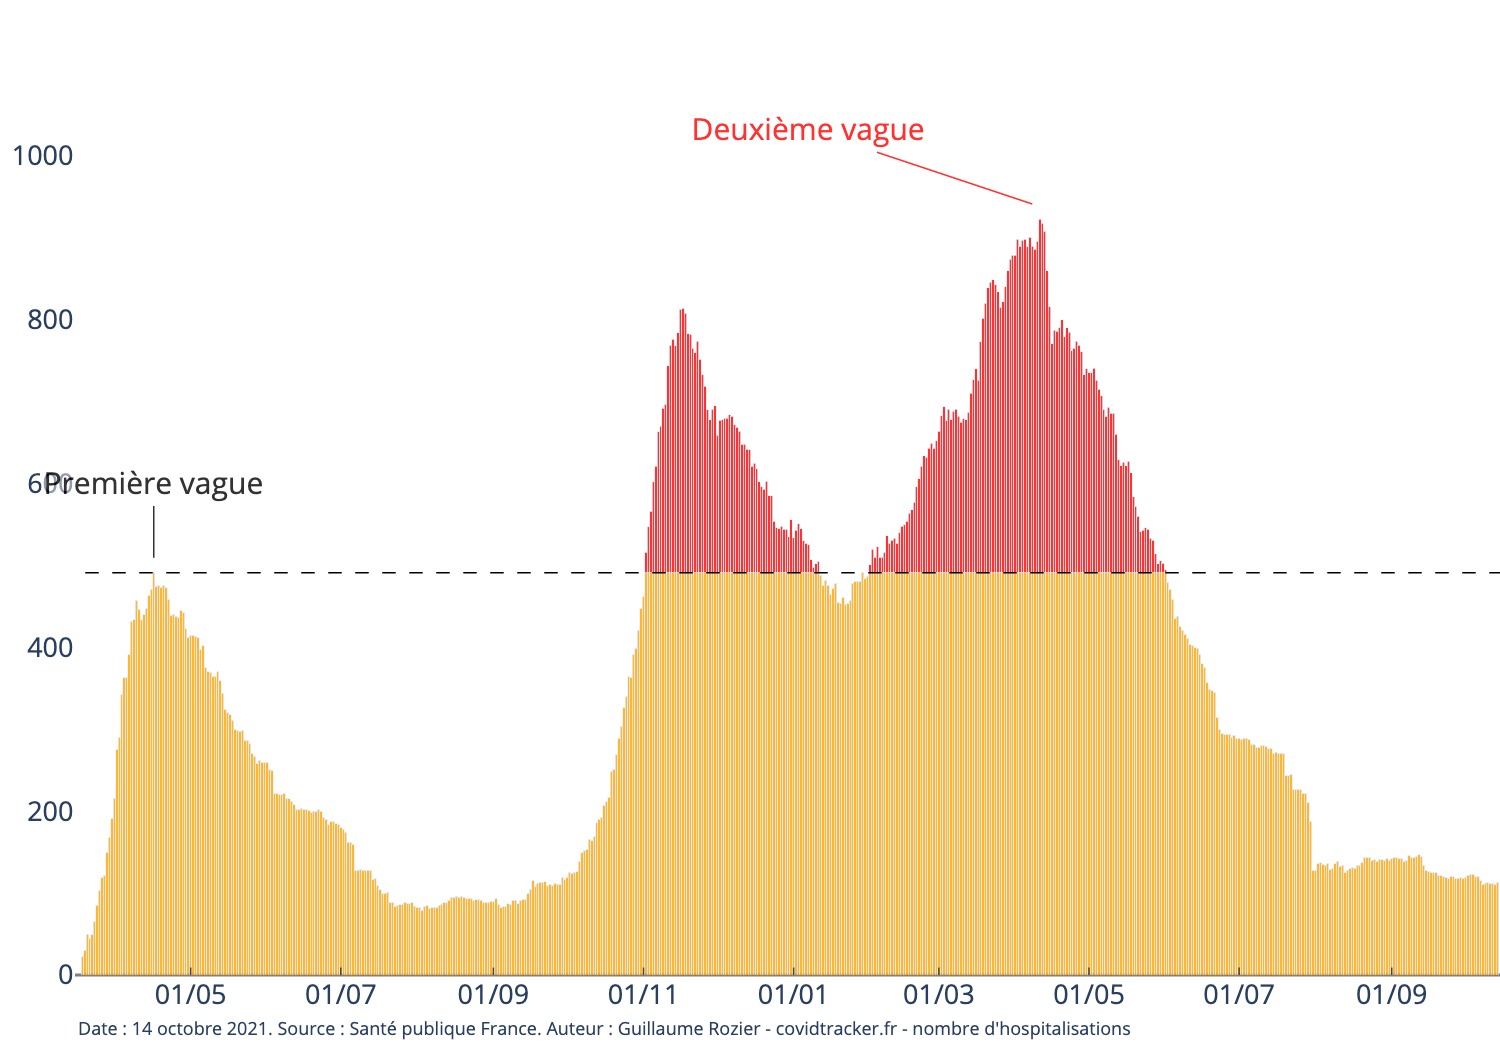 Deuxième vague
1000
800
600
Première vague
400
200
0
01/05 01/07 01/09 01/11 01/01 01/03 01/05 01/07 01/09
Date : 14 octobre 2021. Source : Santé publique France. Auteur : Guillaume Rozier - covidtracker.fr - nombre d'hospitalisations